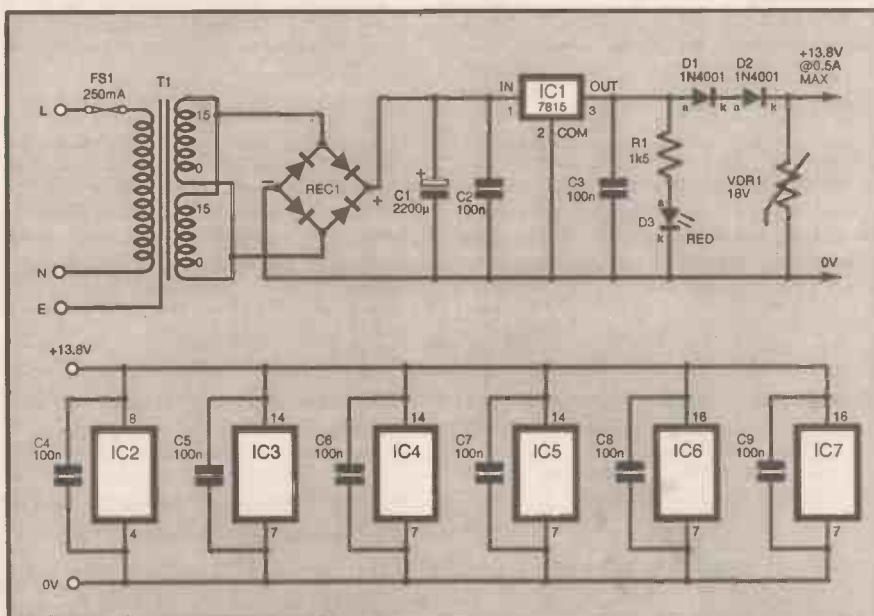 FS1
250mA
T1
L
N
E
15
0
15
0
REC1
+
C1
2200µ
+
C2
100n
IN
1
IC1
7815
OUT
3
2
COM
C3
100n
R1
1k5
a
D3
k
RED
D1
1N4001
a
k
D2
1N4001
a
k
+13.8V
@0.5A
MAX
VDR1
18V
0V
+13.8V
C4
100n
8
IC2
4
C5
100n
14
IC3
7
C6
100n
14
IC4
7
C7
100n
14
IC5
7
C8
100n
16
IC6
7
C9
100n
16
IC7
7
0V